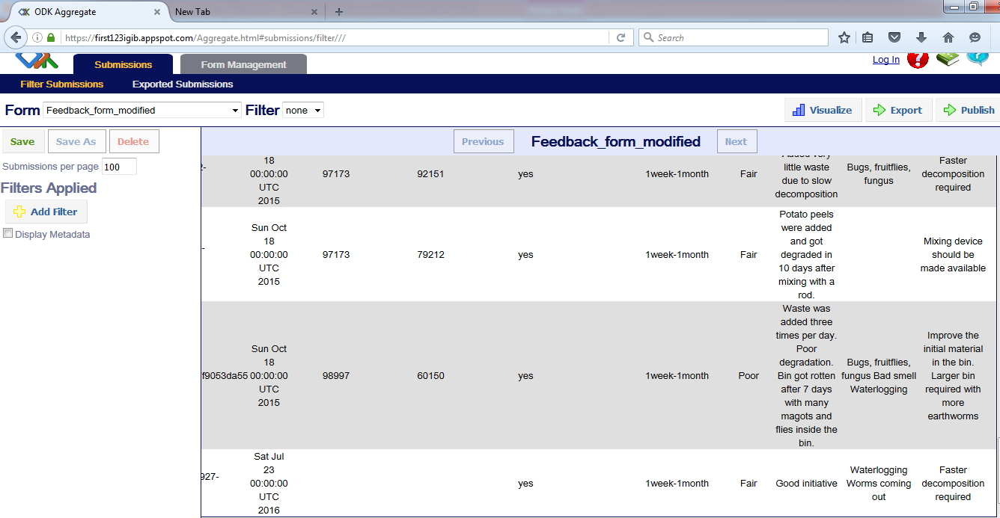 ODK Aggregate
New Tab
https://first123igib.appspot.com/Aggregate.html#submissions/filter///
Search
Submissions
Form Management
Log In
Filter Submissions
Exported Submissions
Form
Feedback_form_modified
Filter
none
Visualize
Export
Publish
Save
Save As
Delete
Previous
Feedback_form_modified
Next
Submissions per page
100
Filters Applied
Add Filter
Display Metadata
18
00:00:00
UTC
2015
97173
92151
yes
1week-1month
Fair
Added very
little waste
due to slow
decomposition
Bugs, fruitflies,
fungus
Faster
decomposition
required
Sun Oct
18
00:00:00
UTC
2015
97173
79212
yes
1week-1month
Fair
Potato peels
were added
and got
degraded in
10 days after
mixing with a
rod.
Mixing device
should be
made available
f9053da55
Sun Oct
18
00:00:00
UTC
2015
98997
60150
yes
1week-1month
Poor
Waste was
added three
times per day.
Poor
degradation.
Bin got rotten
after 7 days
with many
magots and
flies inside the
bin.
Bugs, fruitflies,
fungus Bad smell
Waterlogging
Improve the
initial material
in the bin.
Larger bin
required with
more
earthworms
927-
Sat Jul
23
00:00:00
UTC
2016
yes
1week-1month
Fair
Good initiative
Waterlogging
Worms coming
out
Faster
decomposition
required